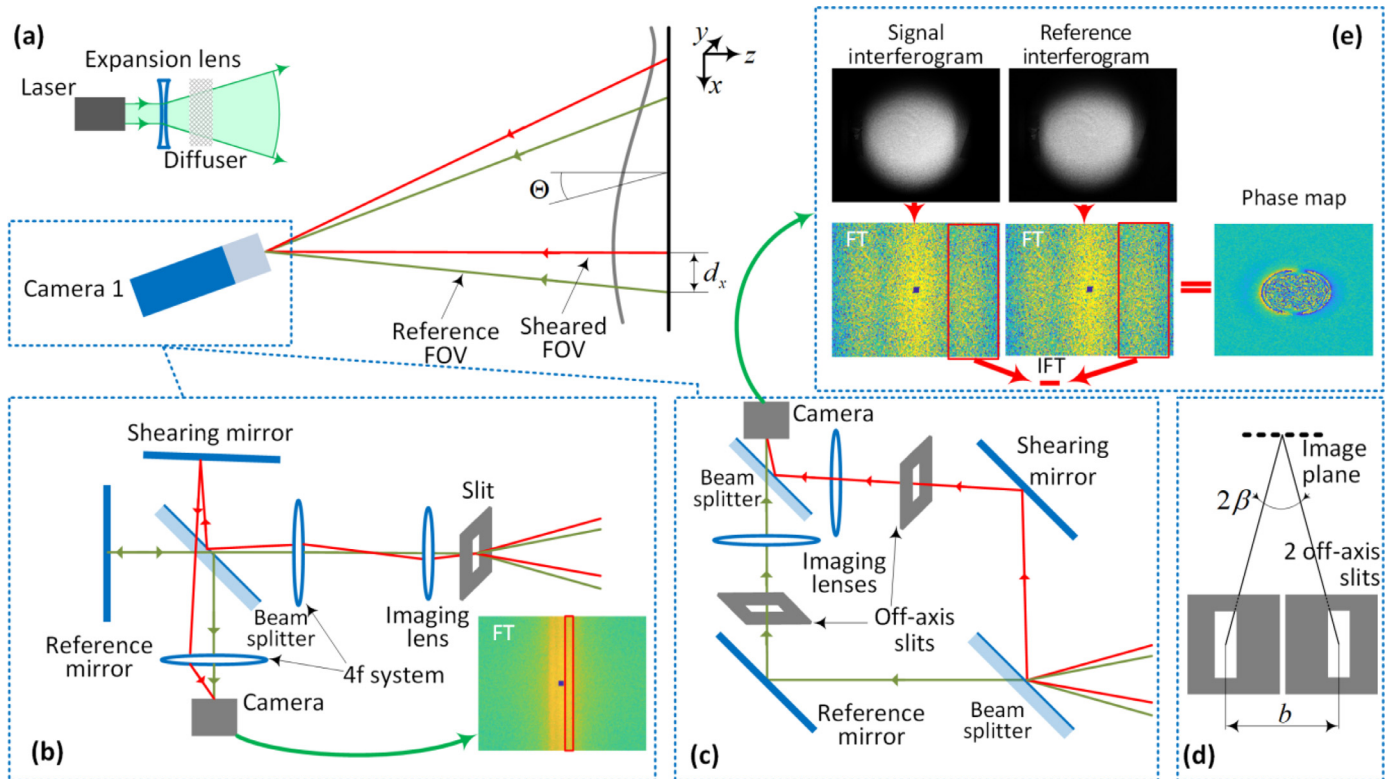 (a)
Laser
Expansion lens
Diffuser
Camera 1
Θ
y
z
x
d_x
Reference
FOV
Sheared
FOV
(e)
Signal
interferogram
Reference
interferogram
FT
FT
Phase map
IFT
Shearing mirror
Slit
Reference
mirror
Beam
splitter
Imaging
lens
4f system
Camera
FT
(b)
Camera
Beam
splitter
Shearing
mirror
Imaging
lenses
Off-axis
slits
Reference
mirror
Beam
splitter
(c)
Image
plane
2β
2 off-axis
slits
b
(d)